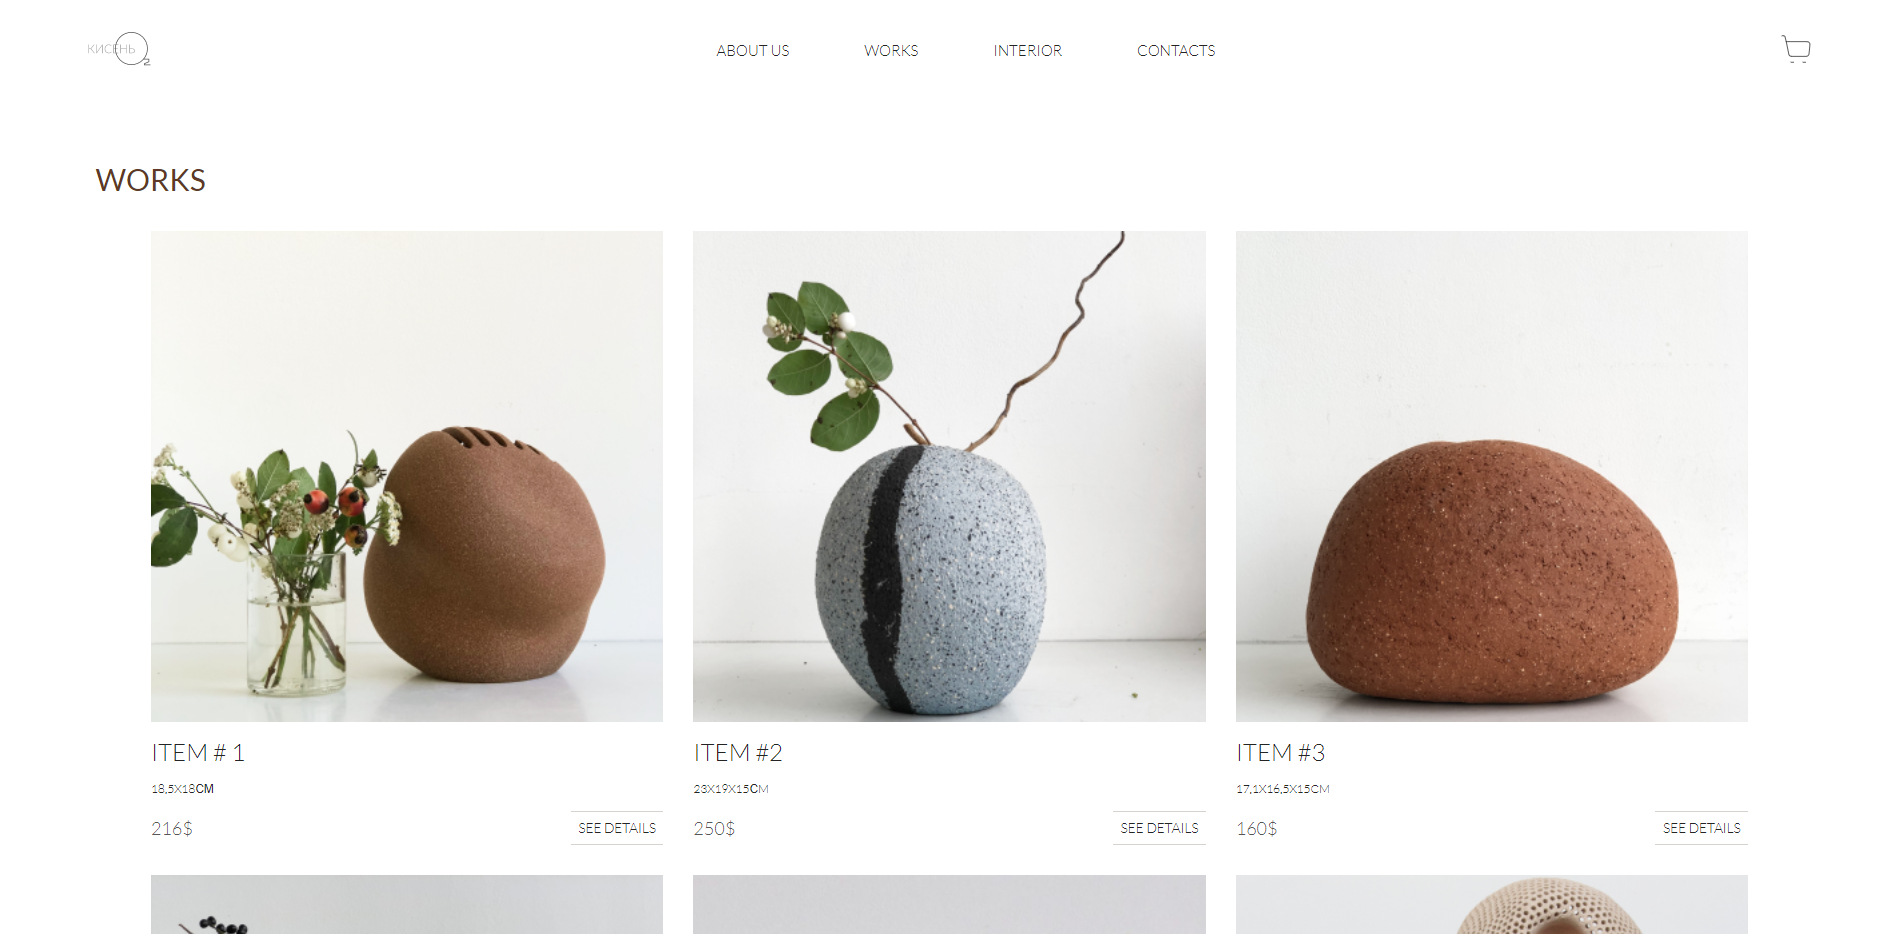 КИСЕНЬ 2
ABOUT US WORKS INTERIOR CONTACTS
WORKS
ITEM # 1
18,5X18CM
216$
SEE DETAILS
ITEM #2
23X19X15CM
250$
SEE DETAILS
ITEM #3
17,1X16,5X15CM
160$
SEE DETAILS